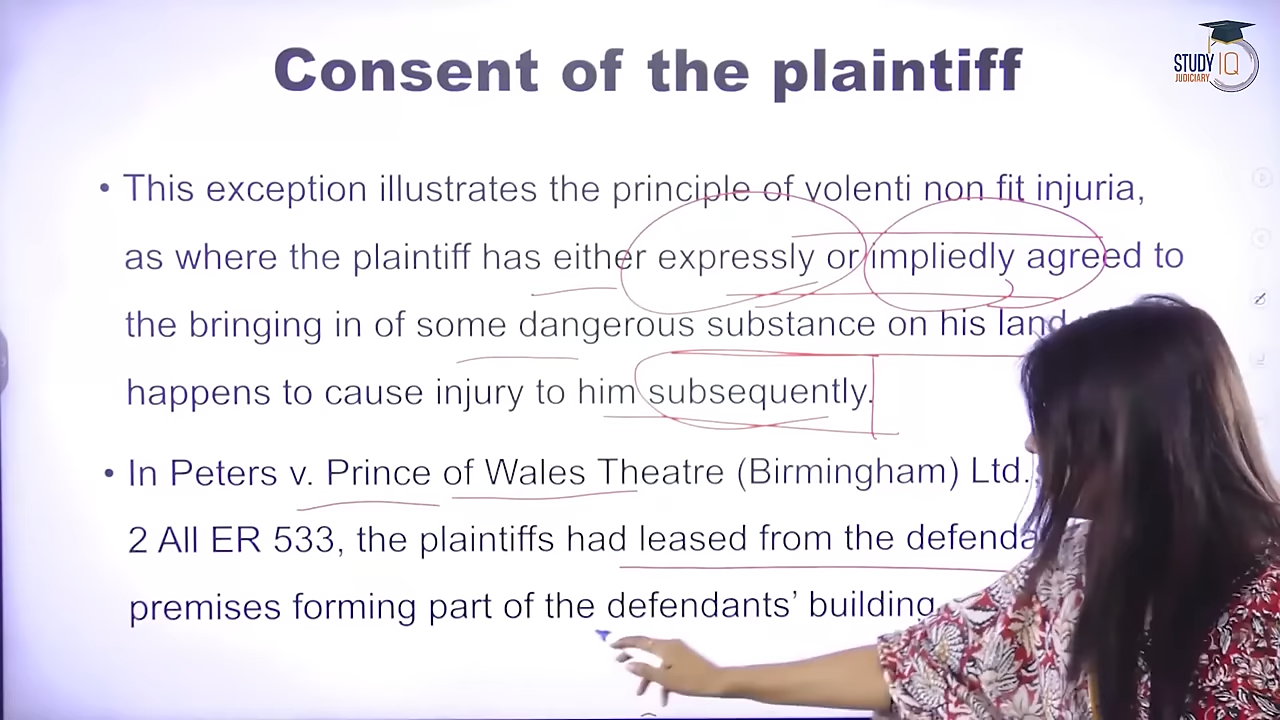 Consent of the plaintiff
STUDY IQ
JUDICIARY
• This exception illustrates the principle of volenti non fit injuria,
as where the plaintiff has either expressly or impliedly agreed to
the bringing in of some dangerous substance on his land
happens to cause injury to him subsequently.
• In Peters v. Prince of Wales Theatre (Birmingham) Ltd.
2 All ER 533, the plaintiffs had leased from the
premises forming part of the defendants’ building